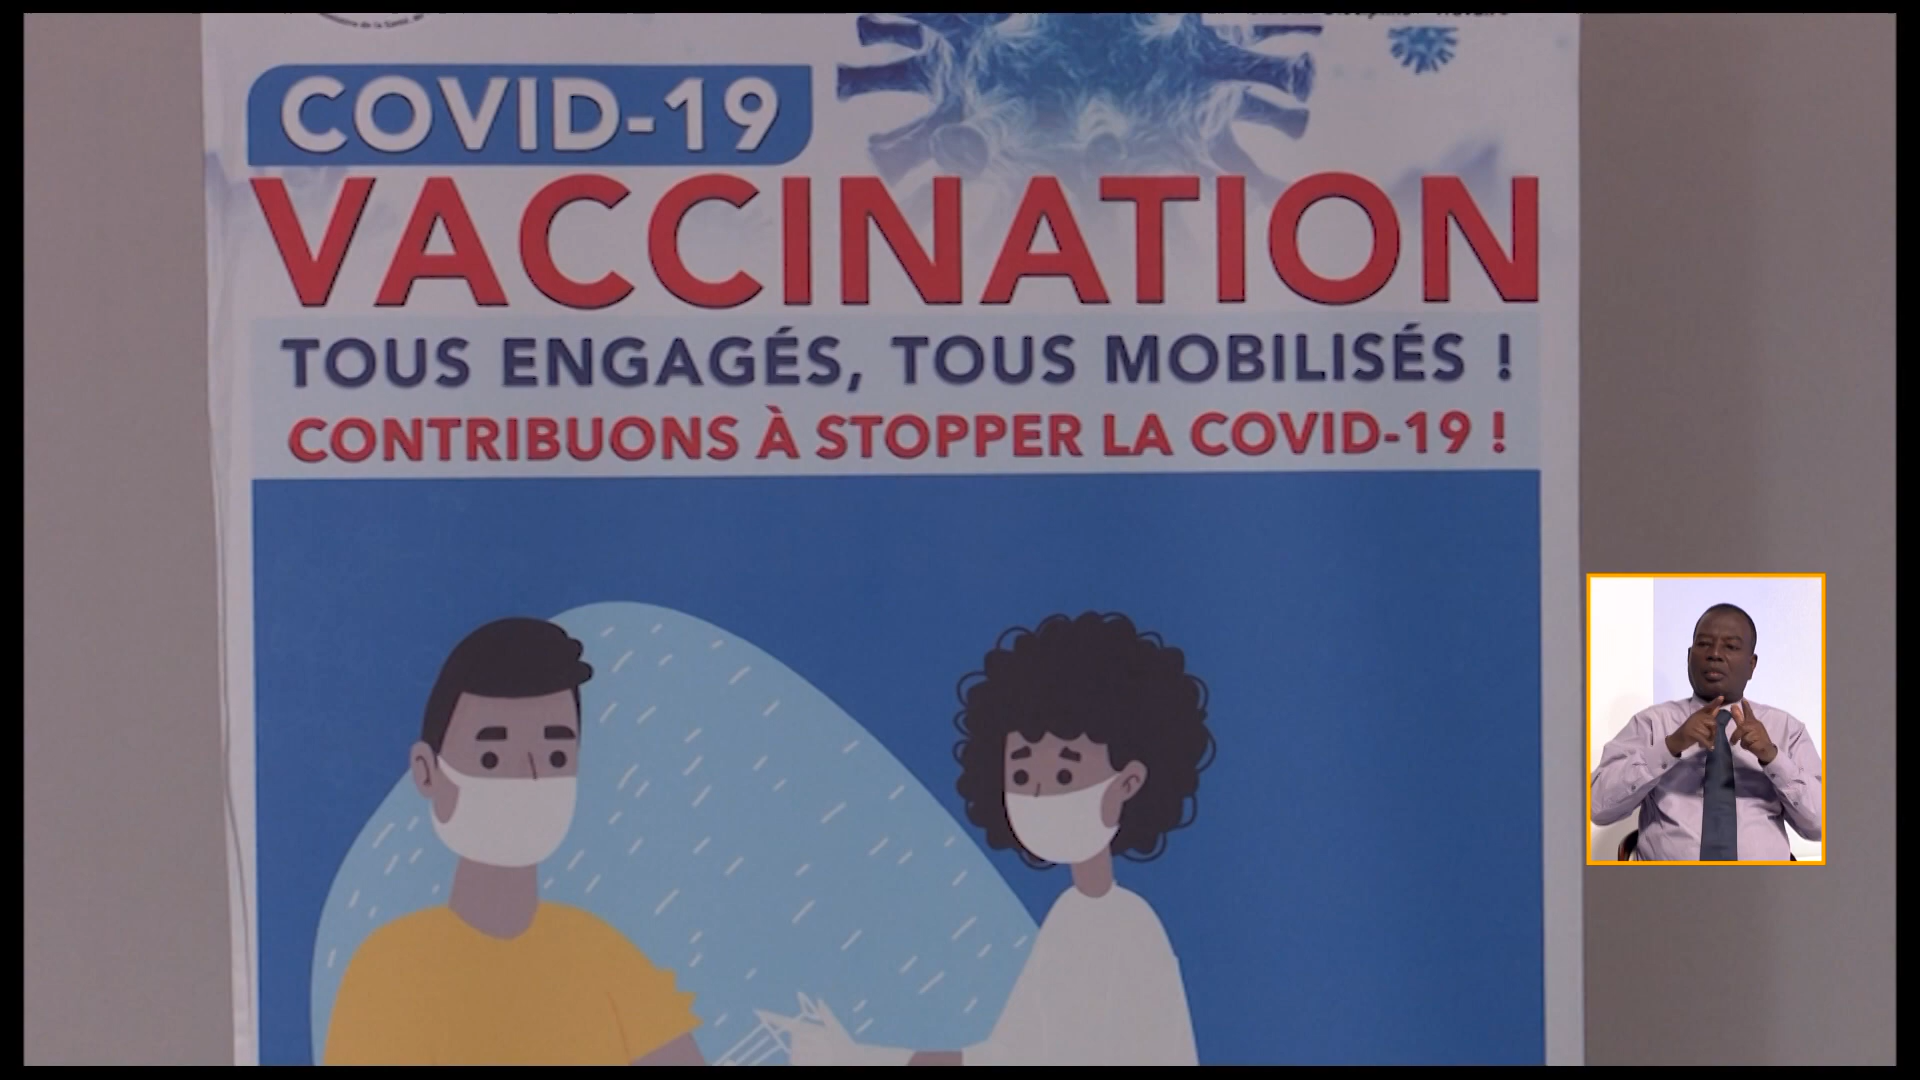 COVID-19
VACCINATION
TOUS ENGAGÉS, TOUS MOBILISÉS !
CONTRIBUONS À STOPPER LA COVID-19 !